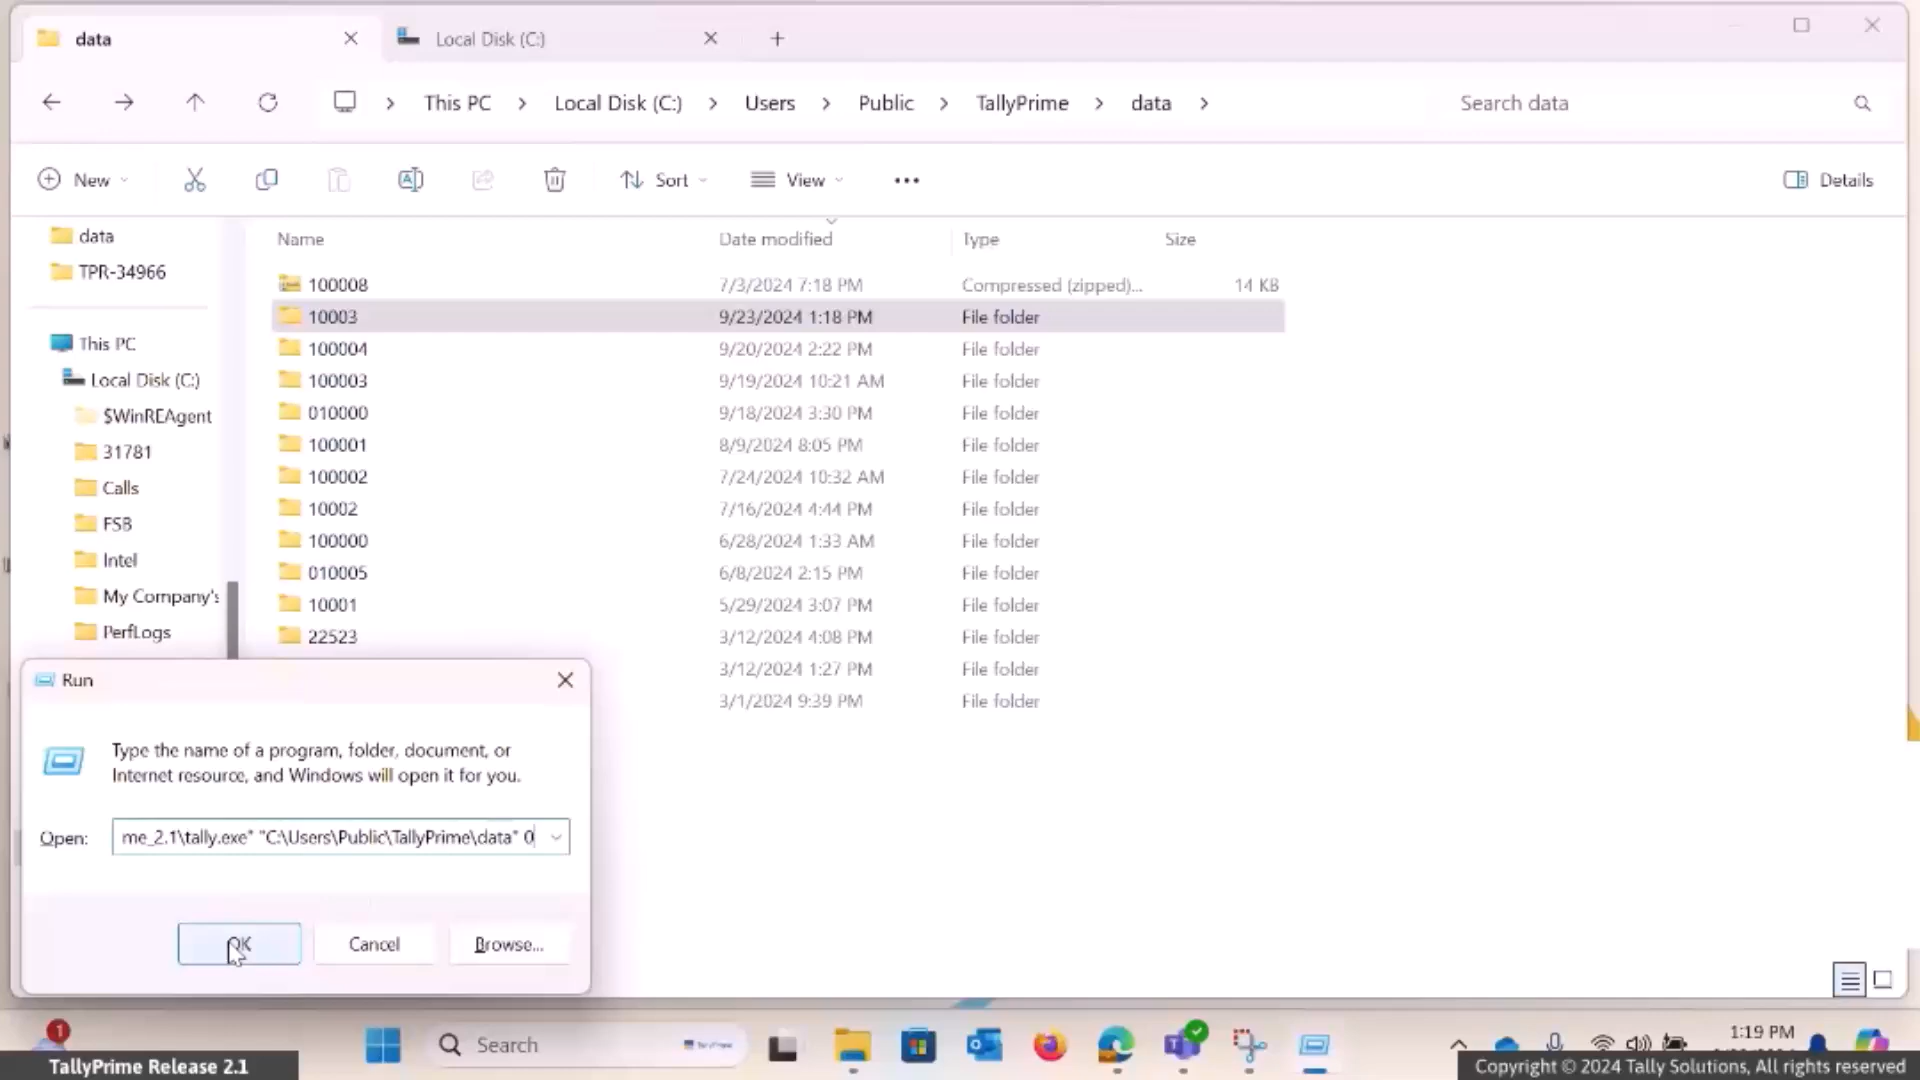 data
Local Disk (C:)
This PC > Local Disk (C:) > Users > Public > TallyPrime > data >
Search data
New
Sort
View
Details
data
TPR-34966
This PC
Local Disk (C:)
$WinREAgent
31781
Calls
FSB
Intel
My Company's
PerfLogs
Name Date modified Type Size
100008 7/3/2024 7:18 PM Compressed (zipped)... 14 KB
10003 9/23/2024 1:18 PM File folder
100004 9/20/2024 2:22 PM File folder
100003 9/19/2024 10:21 AM File folder
010000 9/18/2024 3:30 PM File folder
100001 8/9/2024 8:05 PM File folder
100002 7/24/2024 10:32 AM File folder
10002 7/16/2024 4:44 PM File folder
100000 6/28/2024 1:33 AM File folder
010005 6/8/2024 2:15 PM File folder
10001 5/29/2024 3:07 PM File folder
22523 3/12/2024 4:08 PM File folder
3/12/2024 1:27 PM File folder
3/1/2024 9:39 PM File folder
Run
Type the name of a program, folder, document, or
Internet resource, and Windows will open it for you.
Open: me_2.1\tally.exe" "C:\Users\Public\TallyPrime\data" 0
OK Cancel Browse...
1
Search
1:19 PM
TallyPrime Release 2.1
Copyright © 2024 Tally Solutions, All rights reserved